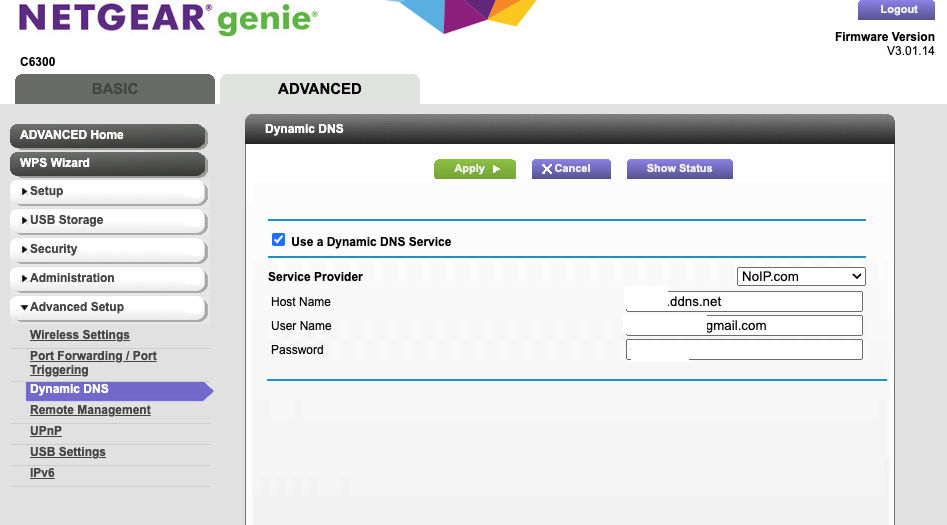 NETGEAR® genie®
Logout
Firmware Version
V3.01.14
C6300
BASIC
ADVANCED
ADVANCED Home
WPS Wizard
Setup
USB Storage
Security
Administration
Advanced Setup
Wireless Settings
Port Forwarding / Port
Triggering
Dynamic DNS
Remote Management
UPnP
USB Settings
IPv6
Dynamic DNS
Apply
Cancel
Show Status
Use a Dynamic DNS Service
Service Provider NoIP.com
Host Name .ddns.net
User Name gmail.com
Password